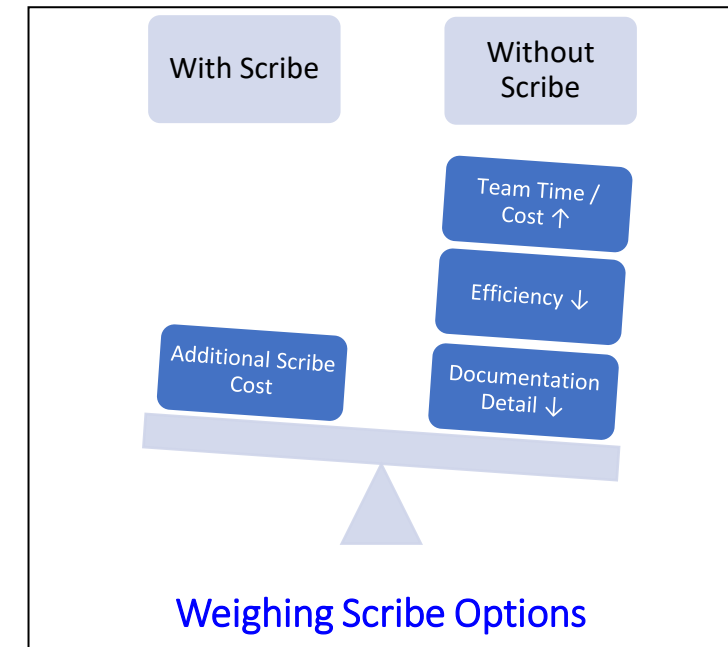 With Scribe
Without
Scribe
Team Time /
Cost ↑
Efficiency ↓
Additional Scribe
Cost
Documentation
Detail ↓
Weighing Scribe Options